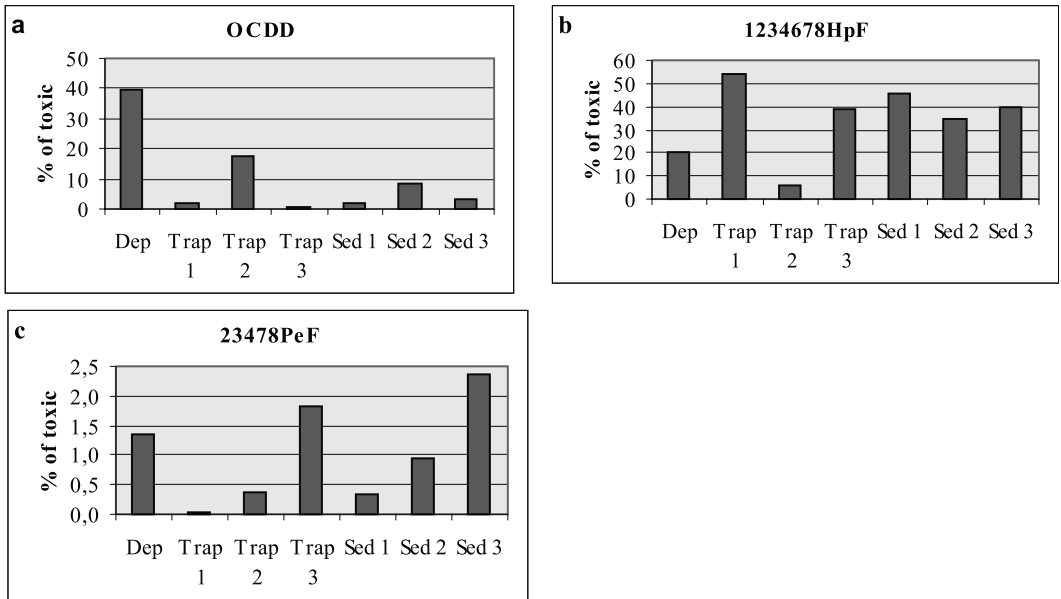 a
OCDD
% of toxic
50
40
30
20
10
0
Dep Trap 1 Trap 2 Trap 3 Sed 1 Sed 2 Sed 3
b
1234678HpF
% of toxic
60
50
40
30
20
10
0
Dep Trap 1 Trap 2 Trap 3 Sed 1 Sed 2 Sed 3
c
23478PeF
% of toxic
2,5
2,0
1,5
1,0
0,5
0,0
Dep Trap 1 Trap 2 Trap 3 Sed 1 Sed 2 Sed 3